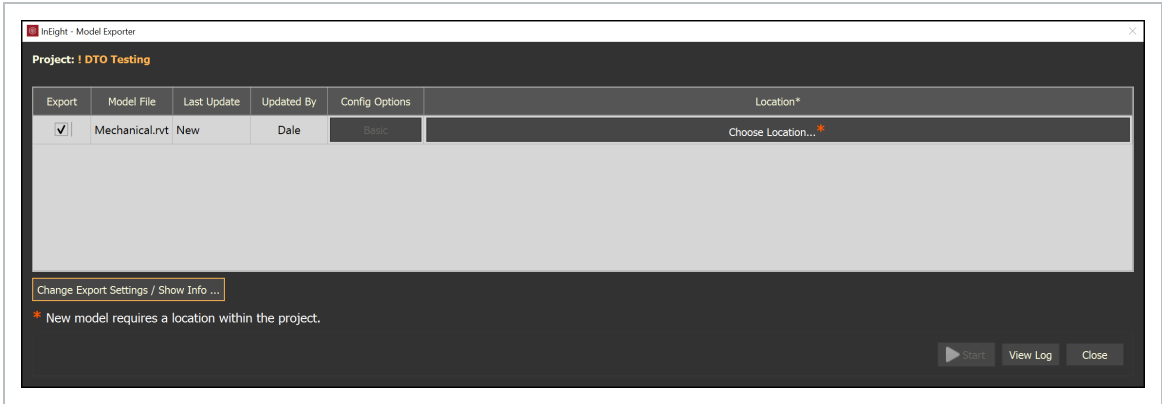 InEight - Model Exporter
Project: ! DTO Testing
Export Model File Last Update Updated By Config Options Location*
Mechanical.rvt New Dale Basic Choose Location...*
Change Export Settings / Show Info ...
* New model requires a location within the project.
Start View Log Close